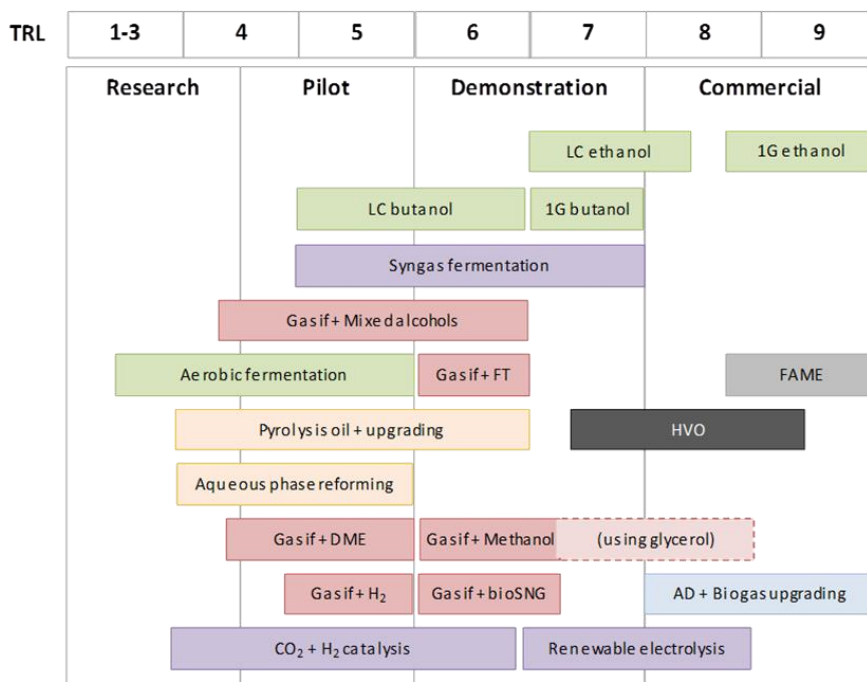 TRL 1-3 4 5 6 7 8 9
Research Pilot Demonstration Commercial
LC ethanol 1G ethanol
LC butanol 1G butanol
Syngas fermentation
Gasif + Mixed alcohols
Aerobic fermentation Gasif + FT FAME
Pyrolysis oil + upgrading HVO
Aqueous phase reforming
Gasif + DME Gasif + Methanol (using glycerol)
Gasif + H₂ Gasif + bioSNG AD + Biogas upgrading
CO₂ + H₂ catalysis Renewable electrolysis